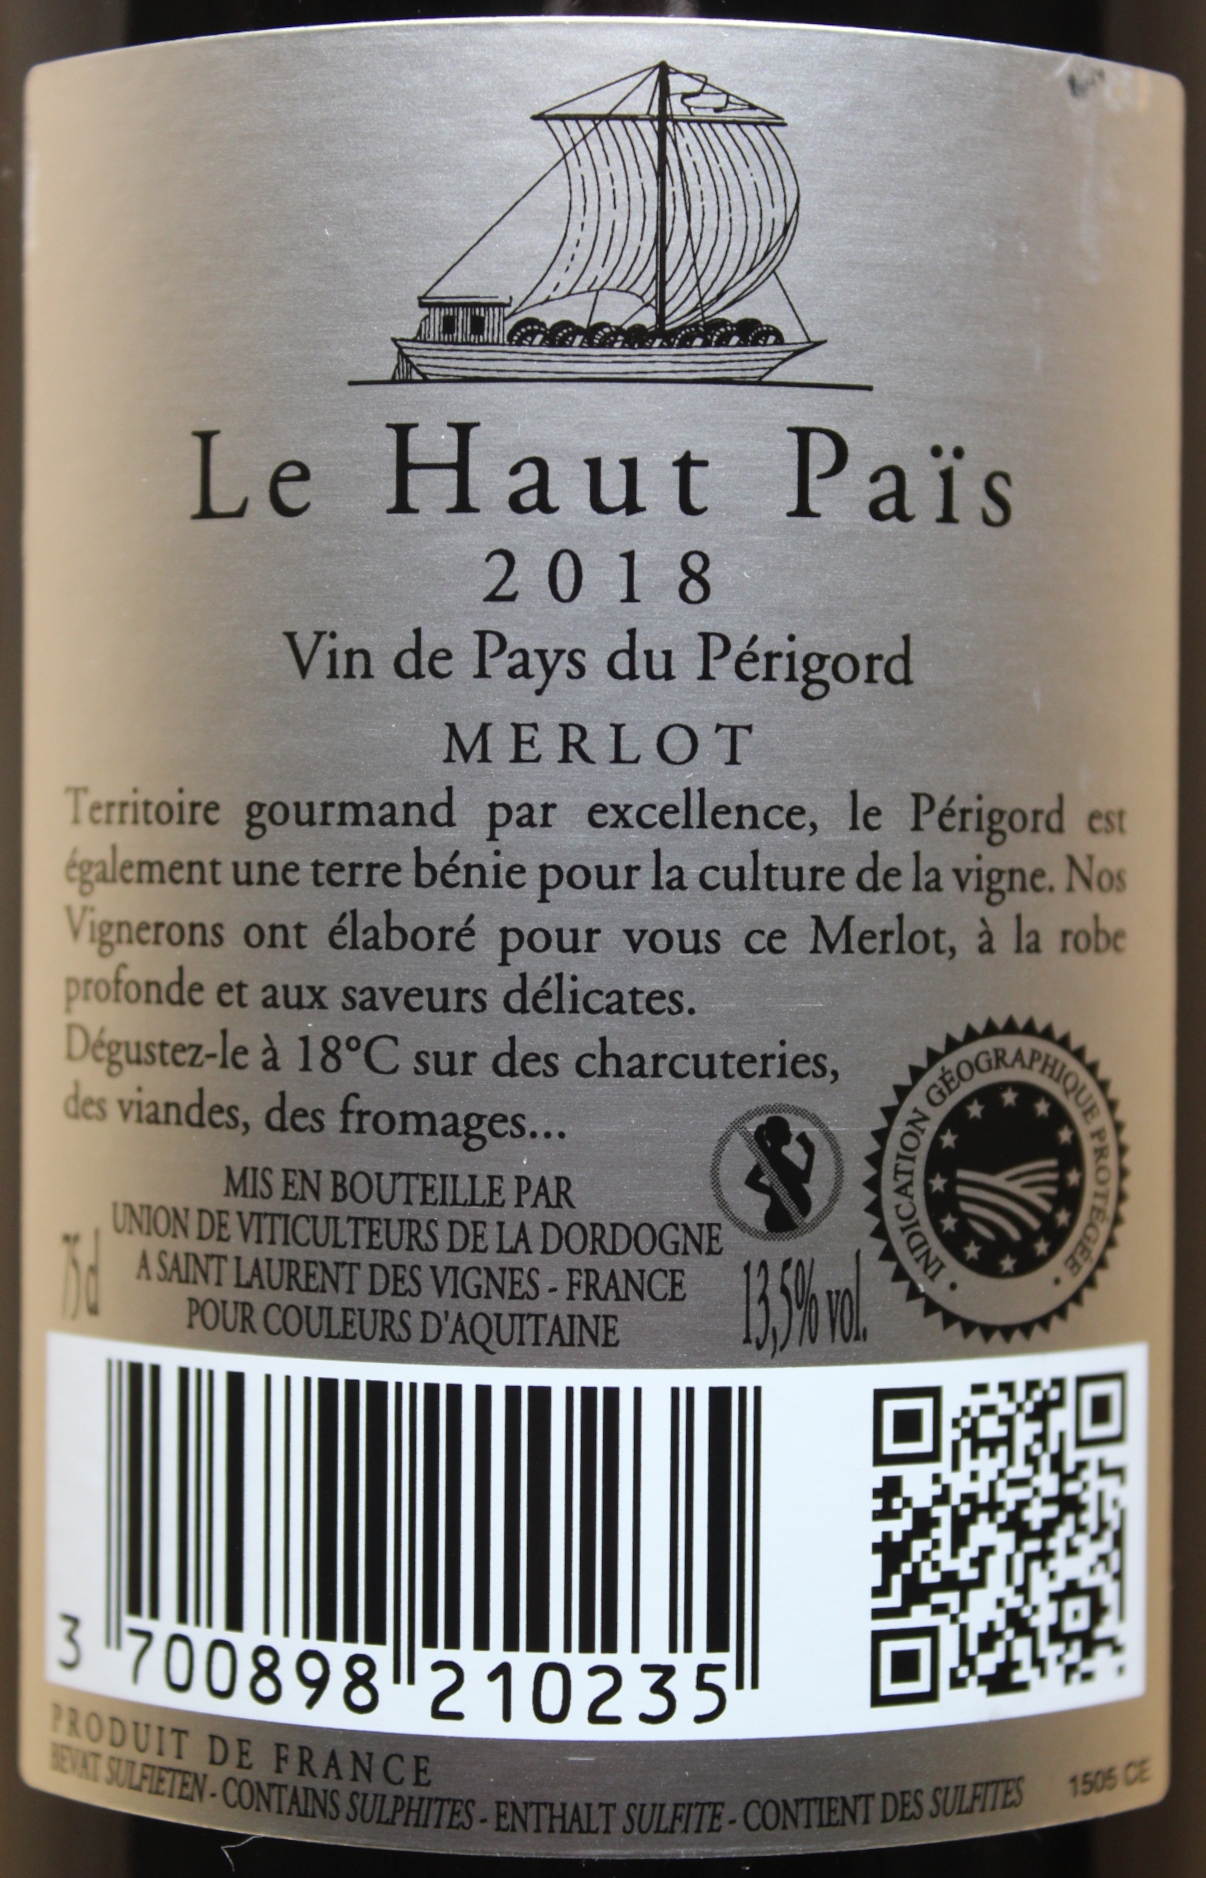 Le Haut Païs
2018
Vin de Pays du Périgord
MERLOT
Territoire gourmand par excellence, le Périgord est
également une terre bénie pour la culture de la vigne. Nos
Vignerons ont élaboré pour vous ce Merlot, à la robe
profonde et aux saveurs délicates.
Dégustez-le à 18°C sur des charcuteries,
des viandes, des fromages...
MIS EN BOUTEILLE PAR
UNION DE VITICULTEURS DE LA DORDOGNE
A SAINT LAURENT DES VIGNES - FRANCE
POUR COULEURS D'AQUITAINE
75 cl
13,5% vol.
INDICATION GÉOGRAPHIQUE PROTÉGÉE
3 700898 210235
PRODUIT DE FRANCE
BEVAT SULFIETEN - CONTAINS SULPHITES - ENTHALT SULFITE - CONTIENT DES SULFITES
1505 CE